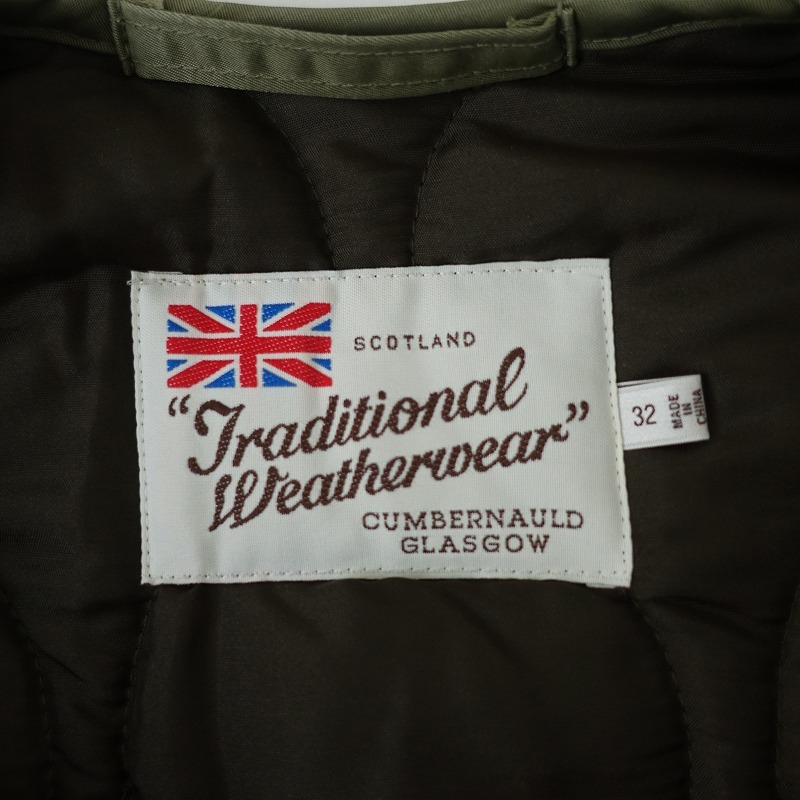 SCOTLAND
"Traditional
Weatherwear"
CUMBERNAULD
GLASGOW
32
MADE
IN
CHINA